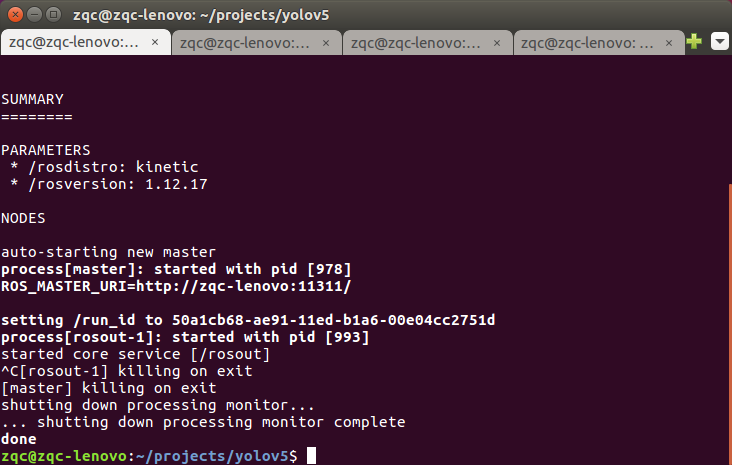 zqc@zqc-lenovo: ~/projects/yolov5
zqc@zqc-lenovo:... × zqc@zqc-lenovo:... × zqc@zqc-lenovo:... × zqc@zqc-lenovo: ... ×
SUMMARY
========
PARAMETERS
* /rosdistro: kinetic
* /rosversion: 1.12.17
NODES
auto-starting new master
process[master]: started with pid [978]
ROS_MASTER_URI=http://zqc-lenovo:11311/
setting /run_id to 50a1cb68-ae91-11ed-b1a6-00e04cc2751d
process[rosout-1]: started with pid [993]
started core service [/rosout]
^C[rosout-1] killing on exit
[master] killing on exit
shutting down processing monitor...
... shutting down processing monitor complete
done
zqc@zqc-lenovo:~/projects/yolov5$